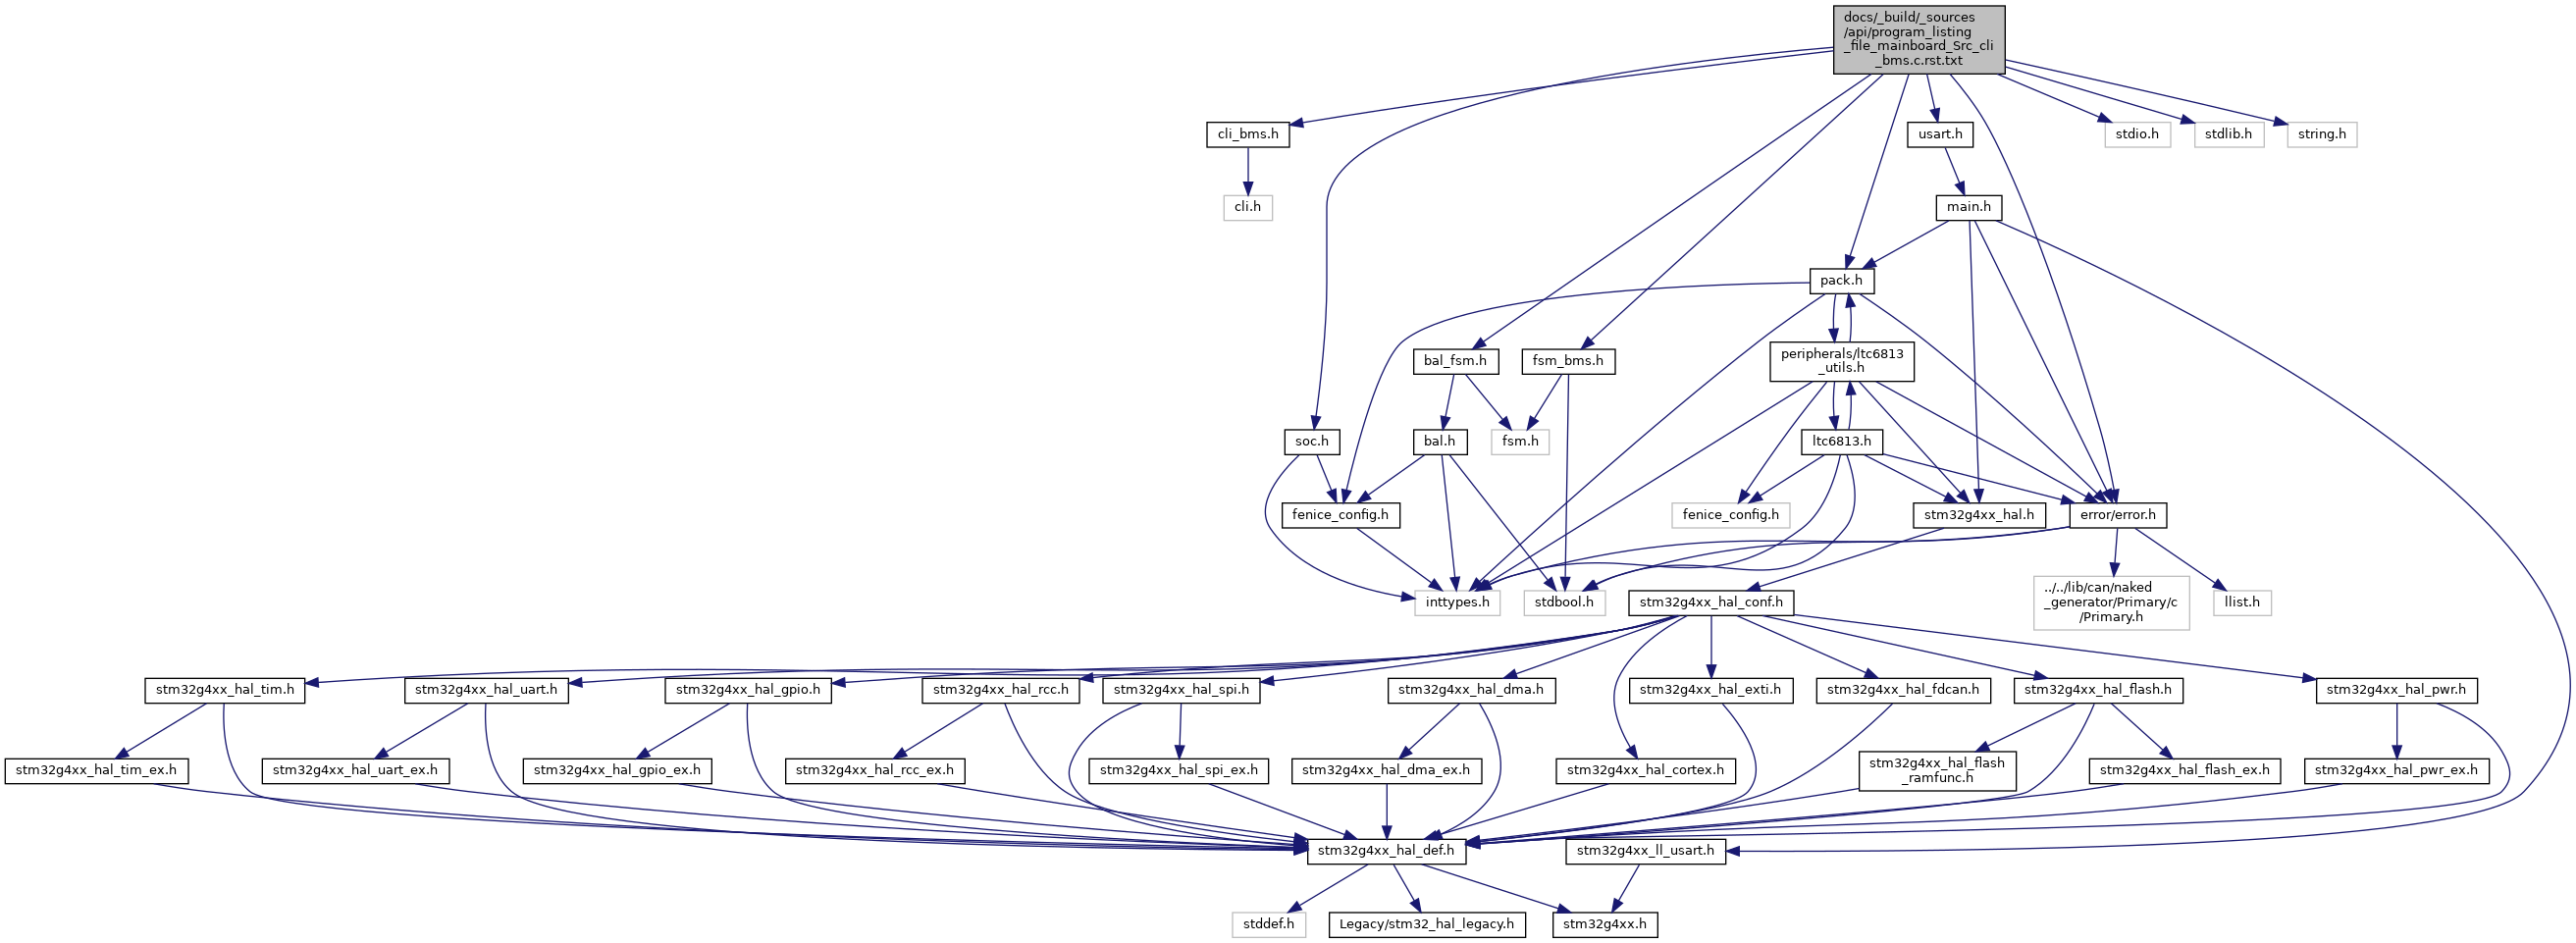 docs/_build/_sources
/api/program_listing
_file_mainboard_Src_cli
_bms.c.rst.txt
cli_bms.h
usart.h
stdio.h
stdlib.h
string.h
cli.h
main.h
pack.h
bal_fsm.h
fsm_bms.h
peripherals/ltc6813
_utils.h
soc.h
bal.h
fsm.h
ltc6813.h
fenice_config.h
fenice_config.h
stm32g4xx_hal.h
error/error.h
inttypes.h
stdbool.h
stm32g4xx_hal_conf.h
../../lib/can/naked
_generator/Primary/c
/Primary.h
llist.h
stm32g4xx_hal_tim.h
stm32g4xx_hal_uart.h
stm32g4xx_hal_gpio.h
stm32g4xx_hal_rcc.h
stm32g4xx_hal_spi.h
stm32g4xx_hal_dma.h
stm32g4xx_hal_exti.h
stm32g4xx_hal_fdcan.h
stm32g4xx_hal_flash.h
stm32g4xx_hal_pwr.h
stm32g4xx_hal_tim_ex.h
stm32g4xx_hal_uart_ex.h
stm32g4xx_hal_gpio_ex.h
stm32g4xx_hal_rcc_ex.h
stm32g4xx_hal_spi_ex.h
stm32g4xx_hal_dma_ex.h
stm32g4xx_hal_cortex.h
stm32g4xx_hal_flash
_ramfunc.h
stm32g4xx_hal_flash_ex.h
stm32g4xx_hal_pwr_ex.h
stm32g4xx_hal_def.h
stm32g4xx_ll_usart.h
stddef.h
Legacy/stm32_hal_legacy.h
stm32g4xx.h